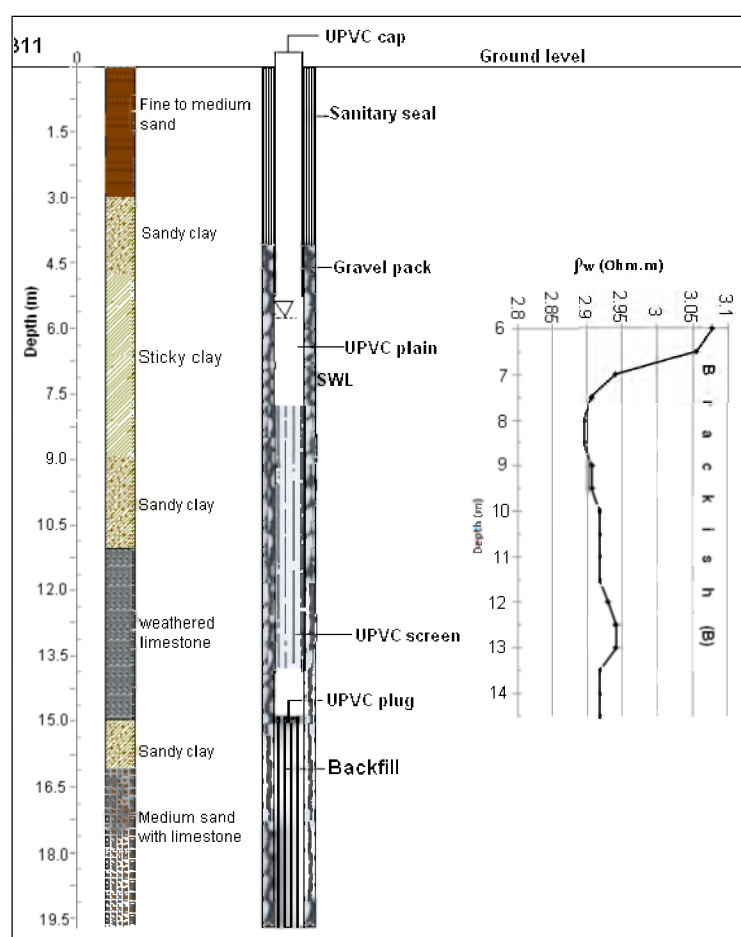 311
0
UPVC cap
Ground level
Fine to medium
sand
Sanitary seal
1.5
3.0
Sandy clay
4.5
Gravel pack
ρw (Ohm.m)
2.8
2.85
2.9
2.95
3
3.05
3.1
Depth (m)
6.0
Sticky clay
UPVC plain
SWL
7.5
9.0
Sandy clay
10.5
12.0
weathered
limestone
13.5
UPVC screen
UPVC plug
15.0
Sandy clay
Backfill
16.5
Medium sand
with limestone
18.0
19.5
6
7
8
9
10
11
12
13
14
Depth (m)
Brackish (B)